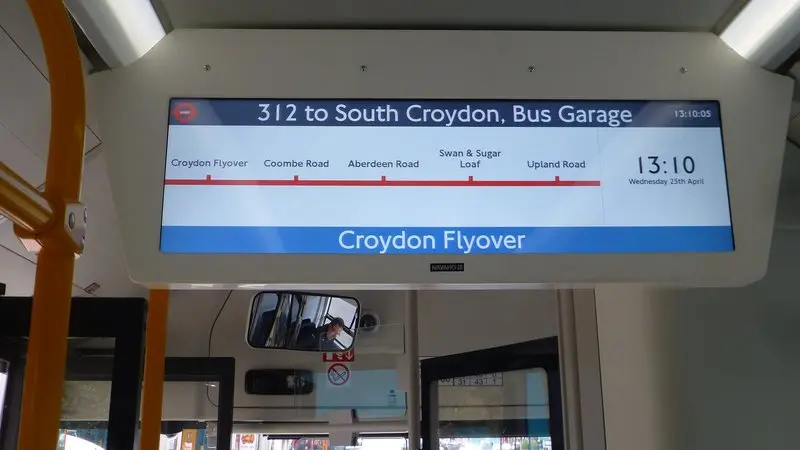 312 to South Croydon, Bus Garage
13:10:05
Croydon Flyover
Coombe Road
Aberdeen Road
Swan & Sugar
Loaf
Upland Road
13:10
Wednesday 25th April
Croydon Flyover